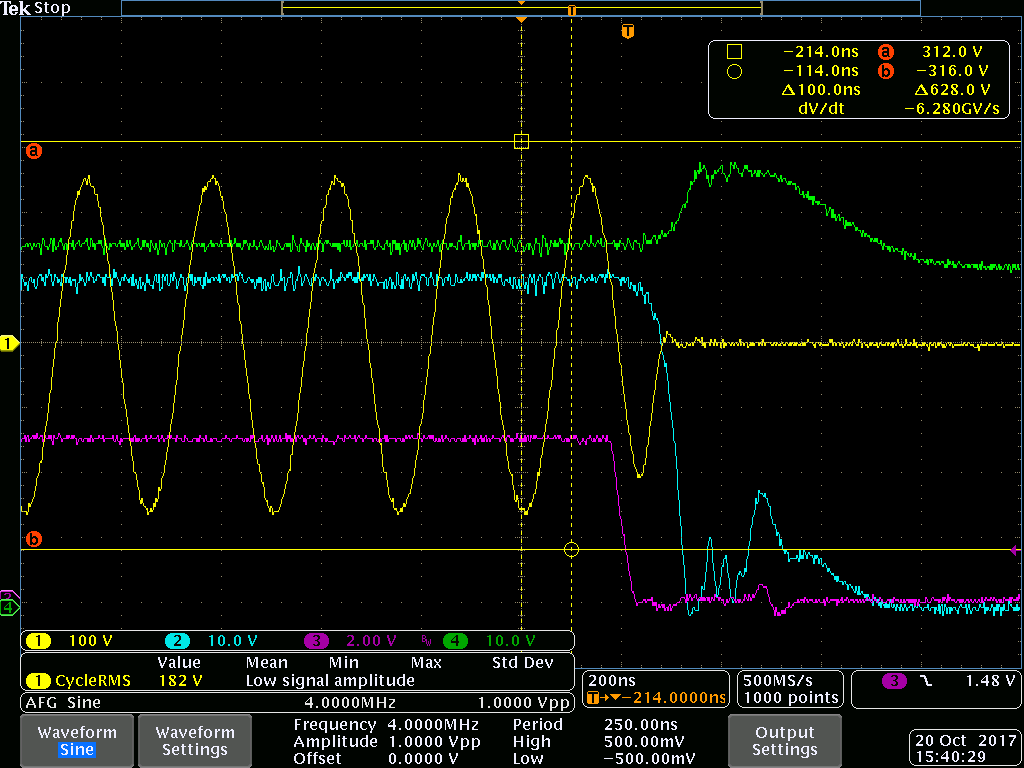 Tek Stop
T
T
−214.0ns a 312.0 V
−114.0ns b −316.0 V
Δ100.0ns Δ628.0 V
dV/dt −6.280GV/s
a
1
b
4
1 100 V 2 10.0 V 3 2.00 V BW 4 10.0 V
Value Mean Min Max Std Dev
1 CycleRMS 182 V Low signal amplitude
200ns
T→▼−214.0000ns
500MS/s
1000 points
3 1.48 V
AFG Sine 4.0000MHz 1.0000 Vpp
Waveform
Sine
Waveform
Settings
Frequency 4.0000MHz Period 250.00ns
Amplitude 1.0000 Vpp High 500.00mV
Offset 0.0000 V Low −500.00mV
Output
Settings
20 Oct 2017
15:40:29